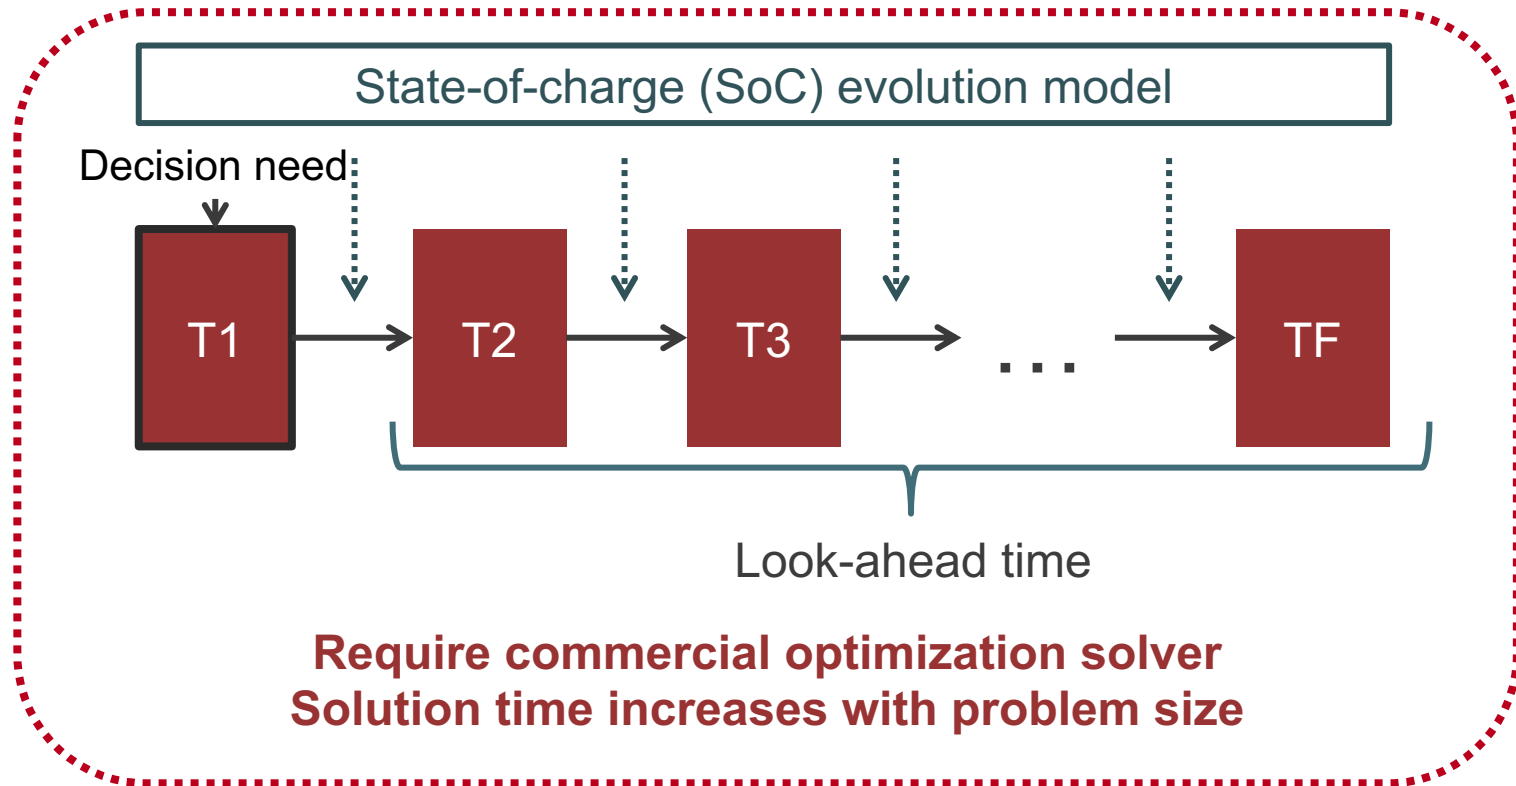 State-of-charge (SoC) evolution model
Decision need
T1
T2
T3
...
TF
Look-ahead time
Require commercial optimization solver
Solution time increases with problem size